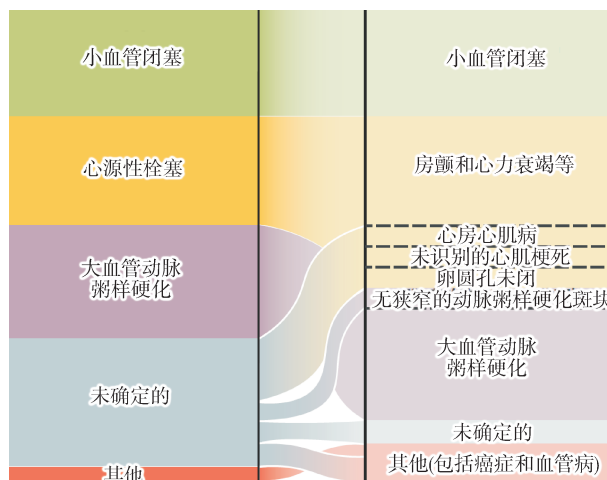 小血管闭塞
心源性栓塞
大血管动脉
粥样硬化
未确定的
其他
小血管闭塞
房颤和心力衰竭等
心房心肌病
未识别的心肌梗死
卵圆孔未闭
无狭窄的动脉粥样硬化斑块
大血管动脉
粥样硬化
未确定的
其他(包括癌症和血管病)